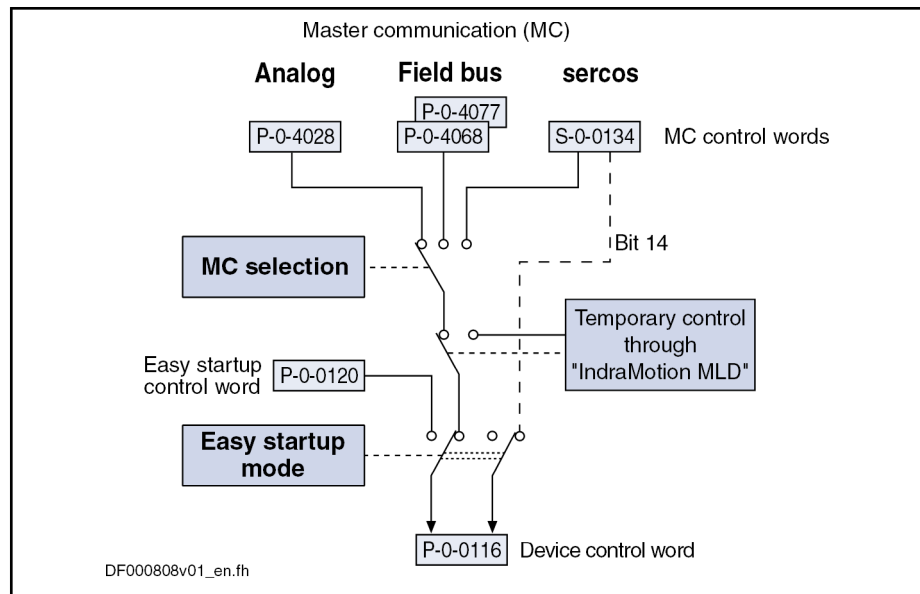 Master communication (MC)
Analog
Field bus
sercos
P-0-4077
P-0-4028
P-0-4068
S-0-0134
MC control words
Bit 14
MC selection
Temporary control
through
"IndraMotion MLD"
Easy startup
control word
P-0-0120
Easy startup
mode
P-0-0116
Device control word
DF000808v01_en.fh